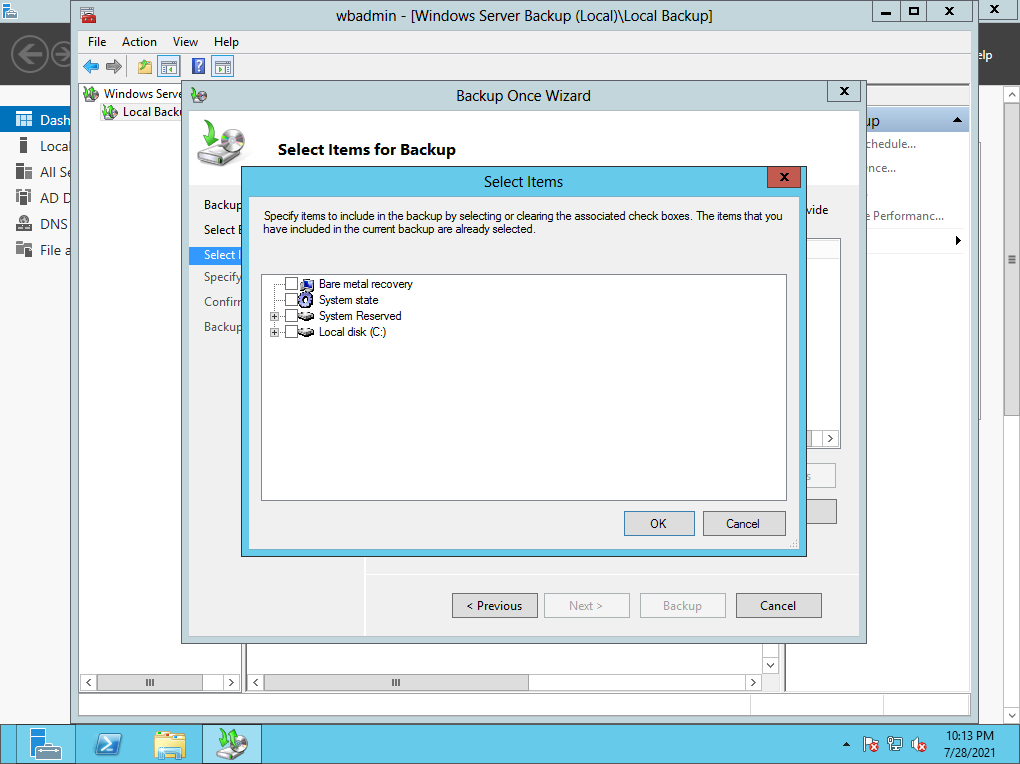 wbadmin - [Windows Server Backup (Local)\Local Backup]
File Action View Help
elp
Windows Serve
Local Backu
Dash
Local
All Se
AD D
DNS
File a
Backup Once Wizard
Select Items for Backup
Backup
Select B
Select I
Specify
Confirm
Backup
vide
up
chedule...
nce...
e Performanc...
Select Items
Specify items to include in the backup by selecting or clearing the associated check boxes. The items that you
have included in the current backup are already selected.
Bare metal recovery
System state
System Reserved
Local disk (C:)
OK Cancel
s
< Previous Next > Backup Cancel
10:13 PM
7/28/2021